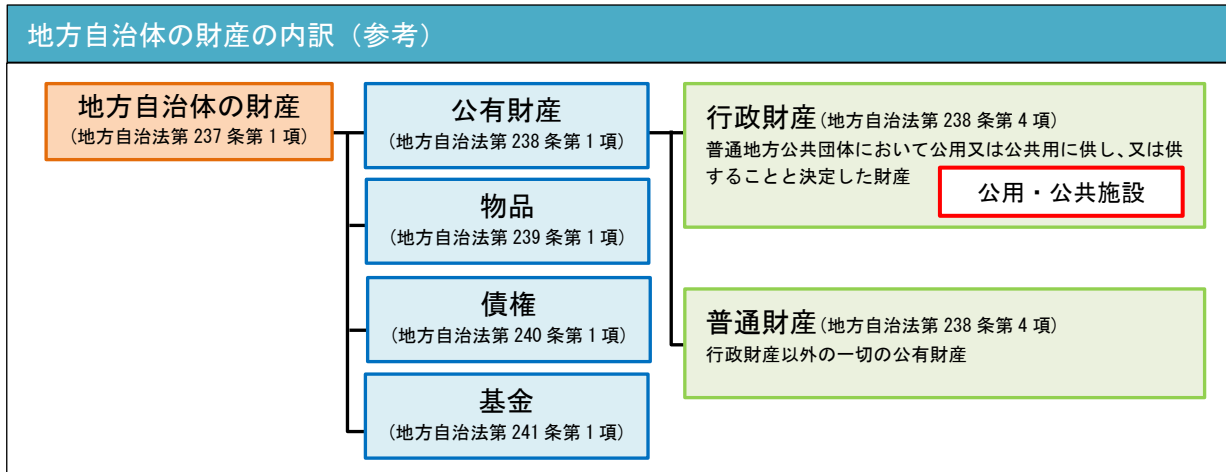 地方自治体の財産の内訳（参考）
地方自治体の財産
(地方自治法第 237 条第 1 項)
公有財産
(地方自治法第 238 条第 1 項)
物品
(地方自治法第 239 条第 1 項)
債権
(地方自治法第 240 条第 1 項)
基金
(地方自治法第 241 条第 1 項)
行政財産(地方自治法第 238 条第 4 項)
普通地方公共団体において公用又は公共用に供し、又は供
することと決定した財産
公用・公共施設
普通財産(地方自治法第 238 条第 4 項)
行政財産以外の一切の公有財産